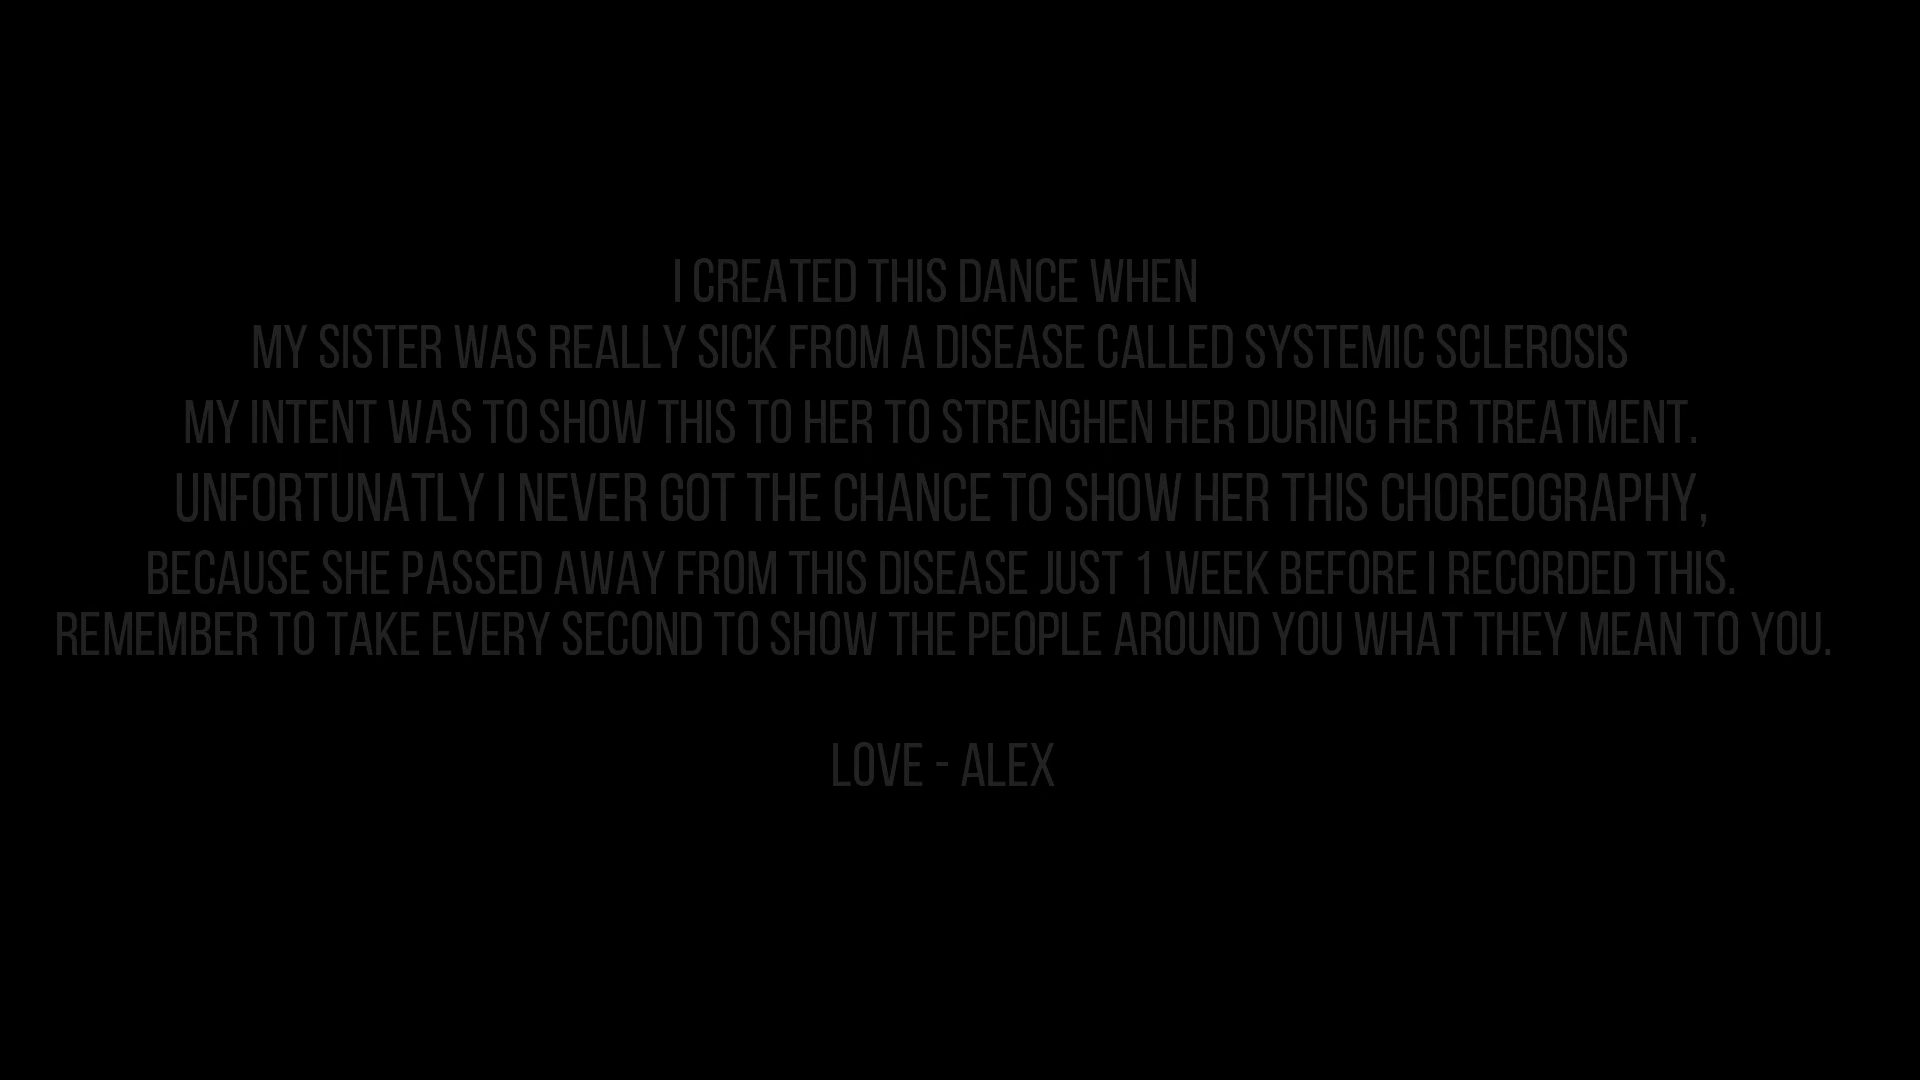 I CREATED THIS DANCE WHEN
MY SISTER WAS REALLY SICK FROM A DISEASE CALLED SYSTEMIC SCLEROSIS
MY INTENT WAS TO SHOW THIS TO HER TO STRENGHEN HER DURING HER TREATMENT.
UNFORTUNATLY I NEVER GOT THE CHANCE TO SHOW HER THIS CHOREOGRAPHY,
BECAUSE SHE PASSED AWAY FROM THIS DISEASE JUST 1 WEEK BEFORE I RECORDED THIS.
REMEMBER TO TAKE EVERY SECOND TO SHOW THE PEOPLE AROUND YOU WHAT THEY MEAN TO YOU.
LOVE - ALEX